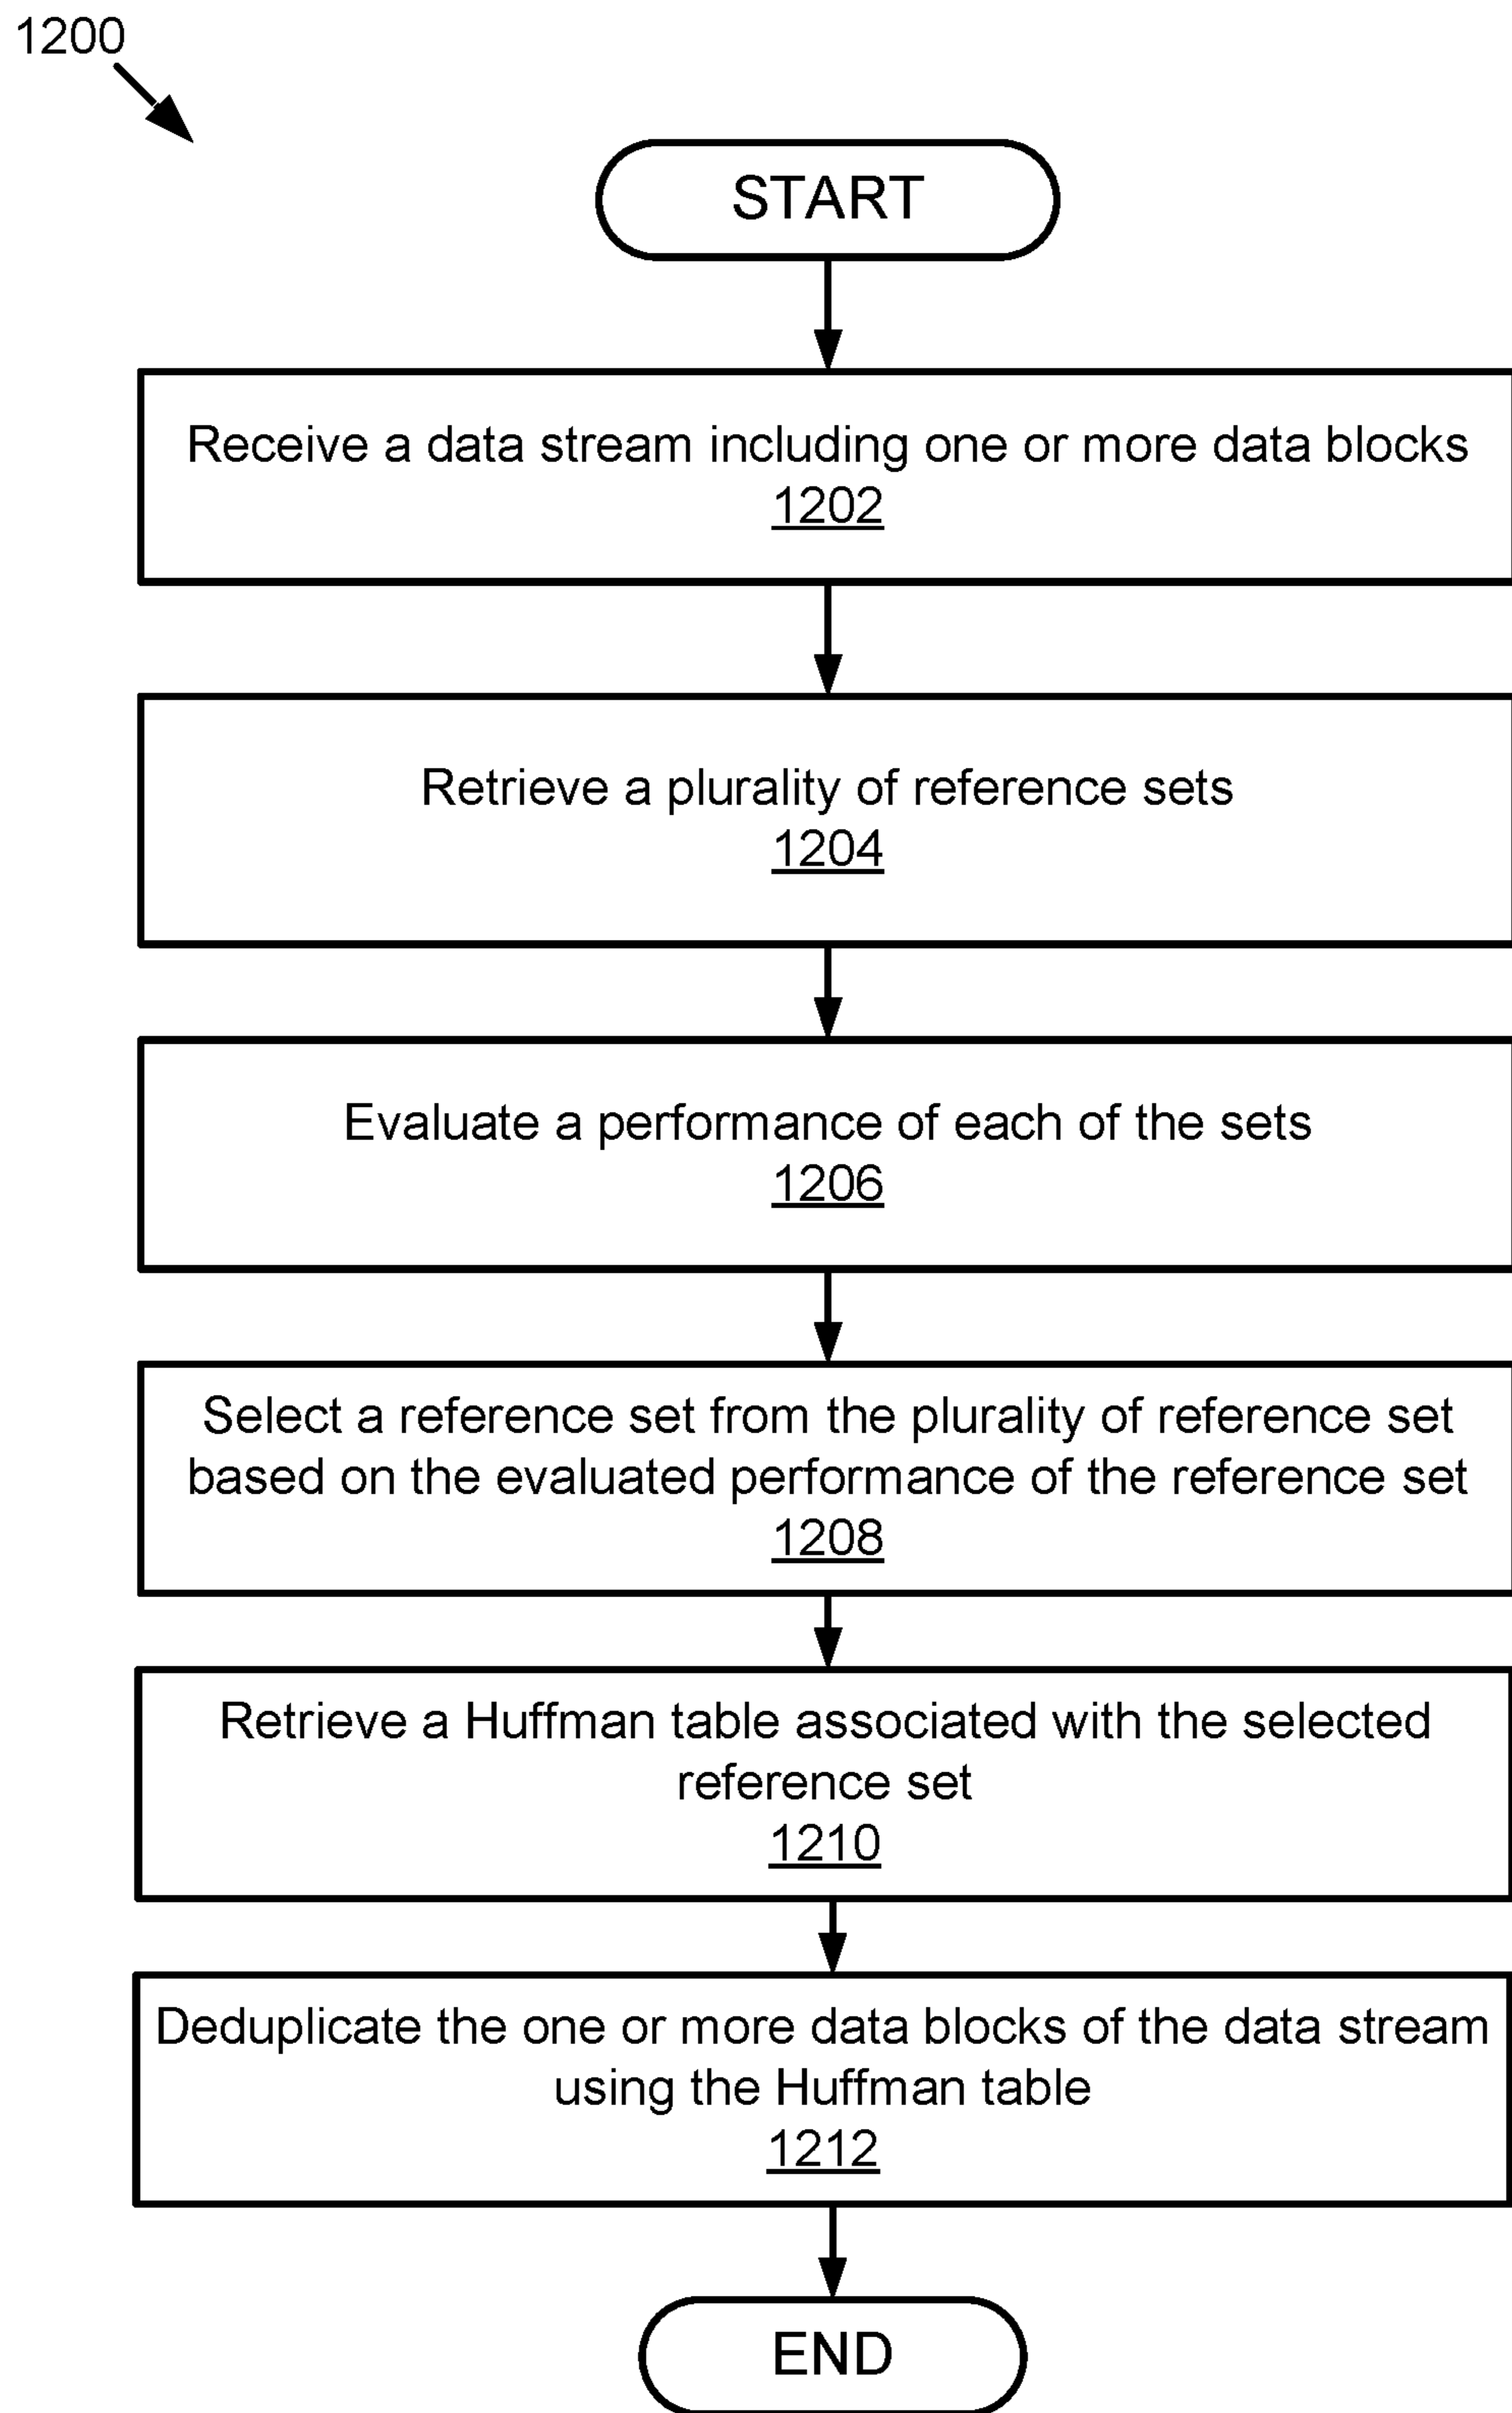 1200
START
Receive a data stream including one or more data blocks
1202
Retrieve a plurality of reference sets
1204
Evaluate a performance of each of the sets
1206
Select a reference set from the plurality of reference set
based on the evaluated performance of the reference set
1208
Retrieve a Huffman table associated with the selected
reference set
1210
Deduplicate the one or more data blocks of the data stream
using the Huffman table
1212
END